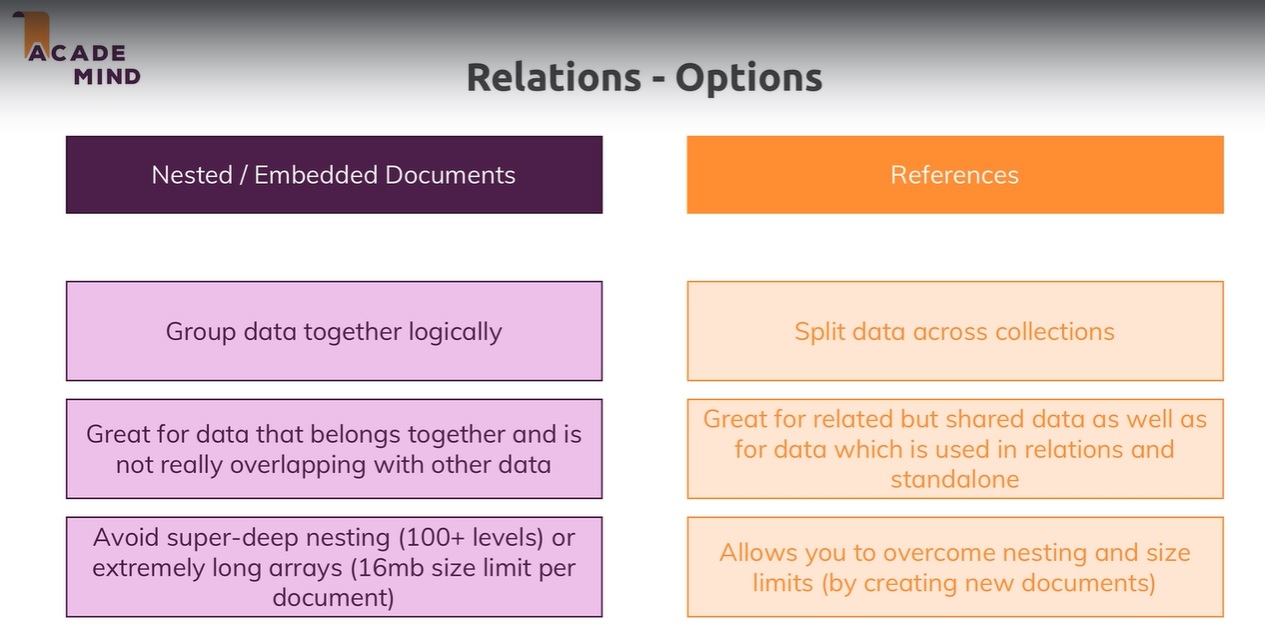 ACADE
MIND
Relations - Options
Nested / Embedded Documents
References
Group data together logically
Split data across collections
Great for data that belongs together and is
not really overlapping with other data
Great for related but shared data as well as
for data which is used in relations and
standalone
Avoid super-deep nesting (100+ levels) or
extremely long arrays (16mb size limit per
document)
Allows you to overcome nesting and size
limits (by creating new documents)